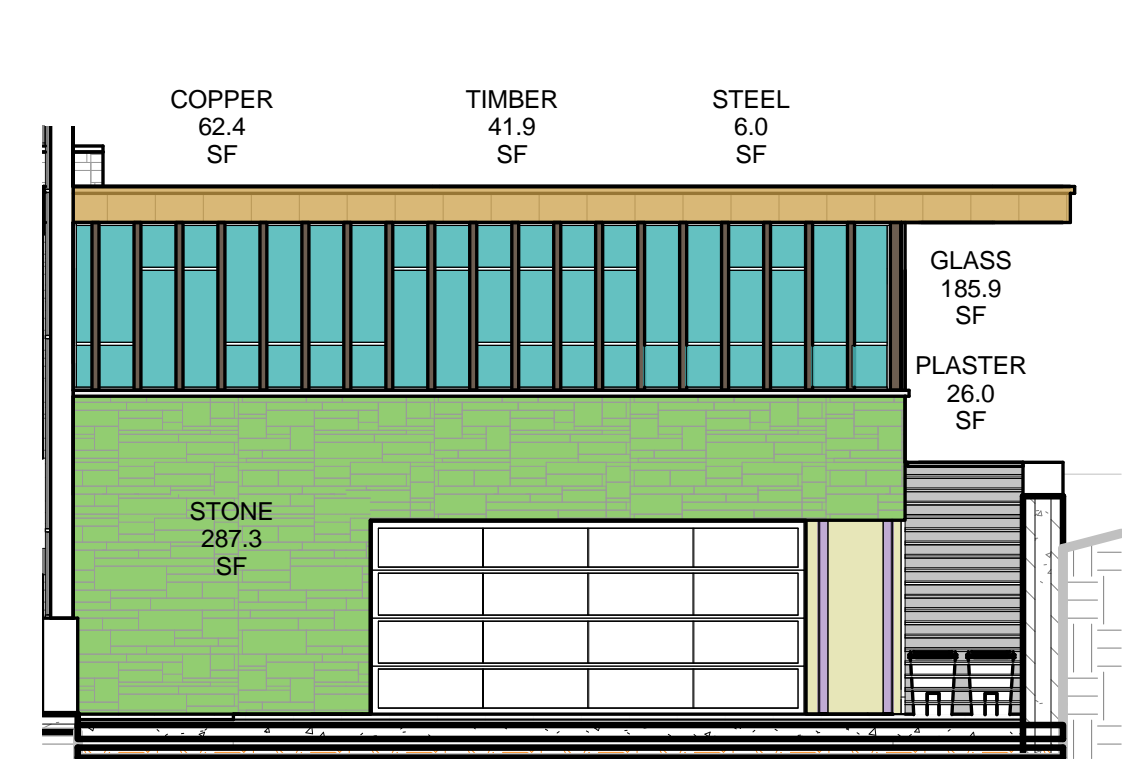 COPPER
62.4
SF
TIMBER
41.9
SF
STEEL
6.0
SF
GLASS
185.9
SF
PLASTER
26.0
SF
STONE
287.3
SF